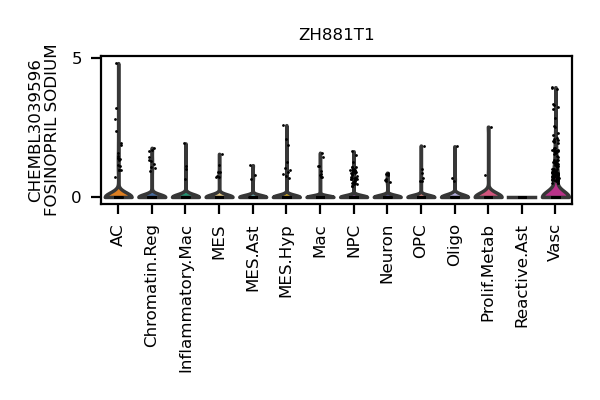 ZH881T1
CHEMBL3039596
FOSINOPRIL SODIUM
5
0
AC
Chromatin.Reg
Inflammatory.Mac
MES
MES.Ast
MES.Hyp
Mac
NPC
Neuron
OPC
Oligo
Prolif.Metab
Reactive.Ast
Vasc